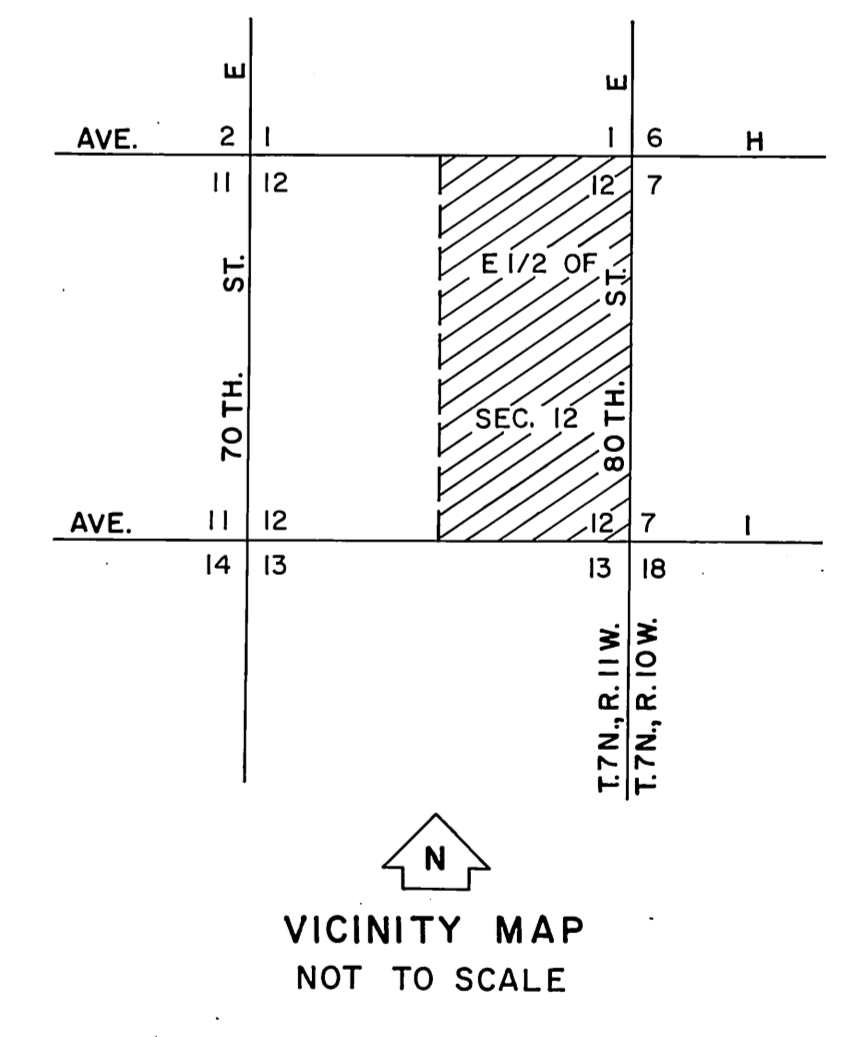 E
E
AVE. 2 1 1 6 H
11 12 12 7
E 1/2 OF
70 TH. ST.
80 TH. ST.
SEC. 12
AVE. 11 12 12 7 I
14 13 13 18
T.7N., R.11W.
T.7N., R.10W.
N
VICINITY MAP
NOT TO SCALE